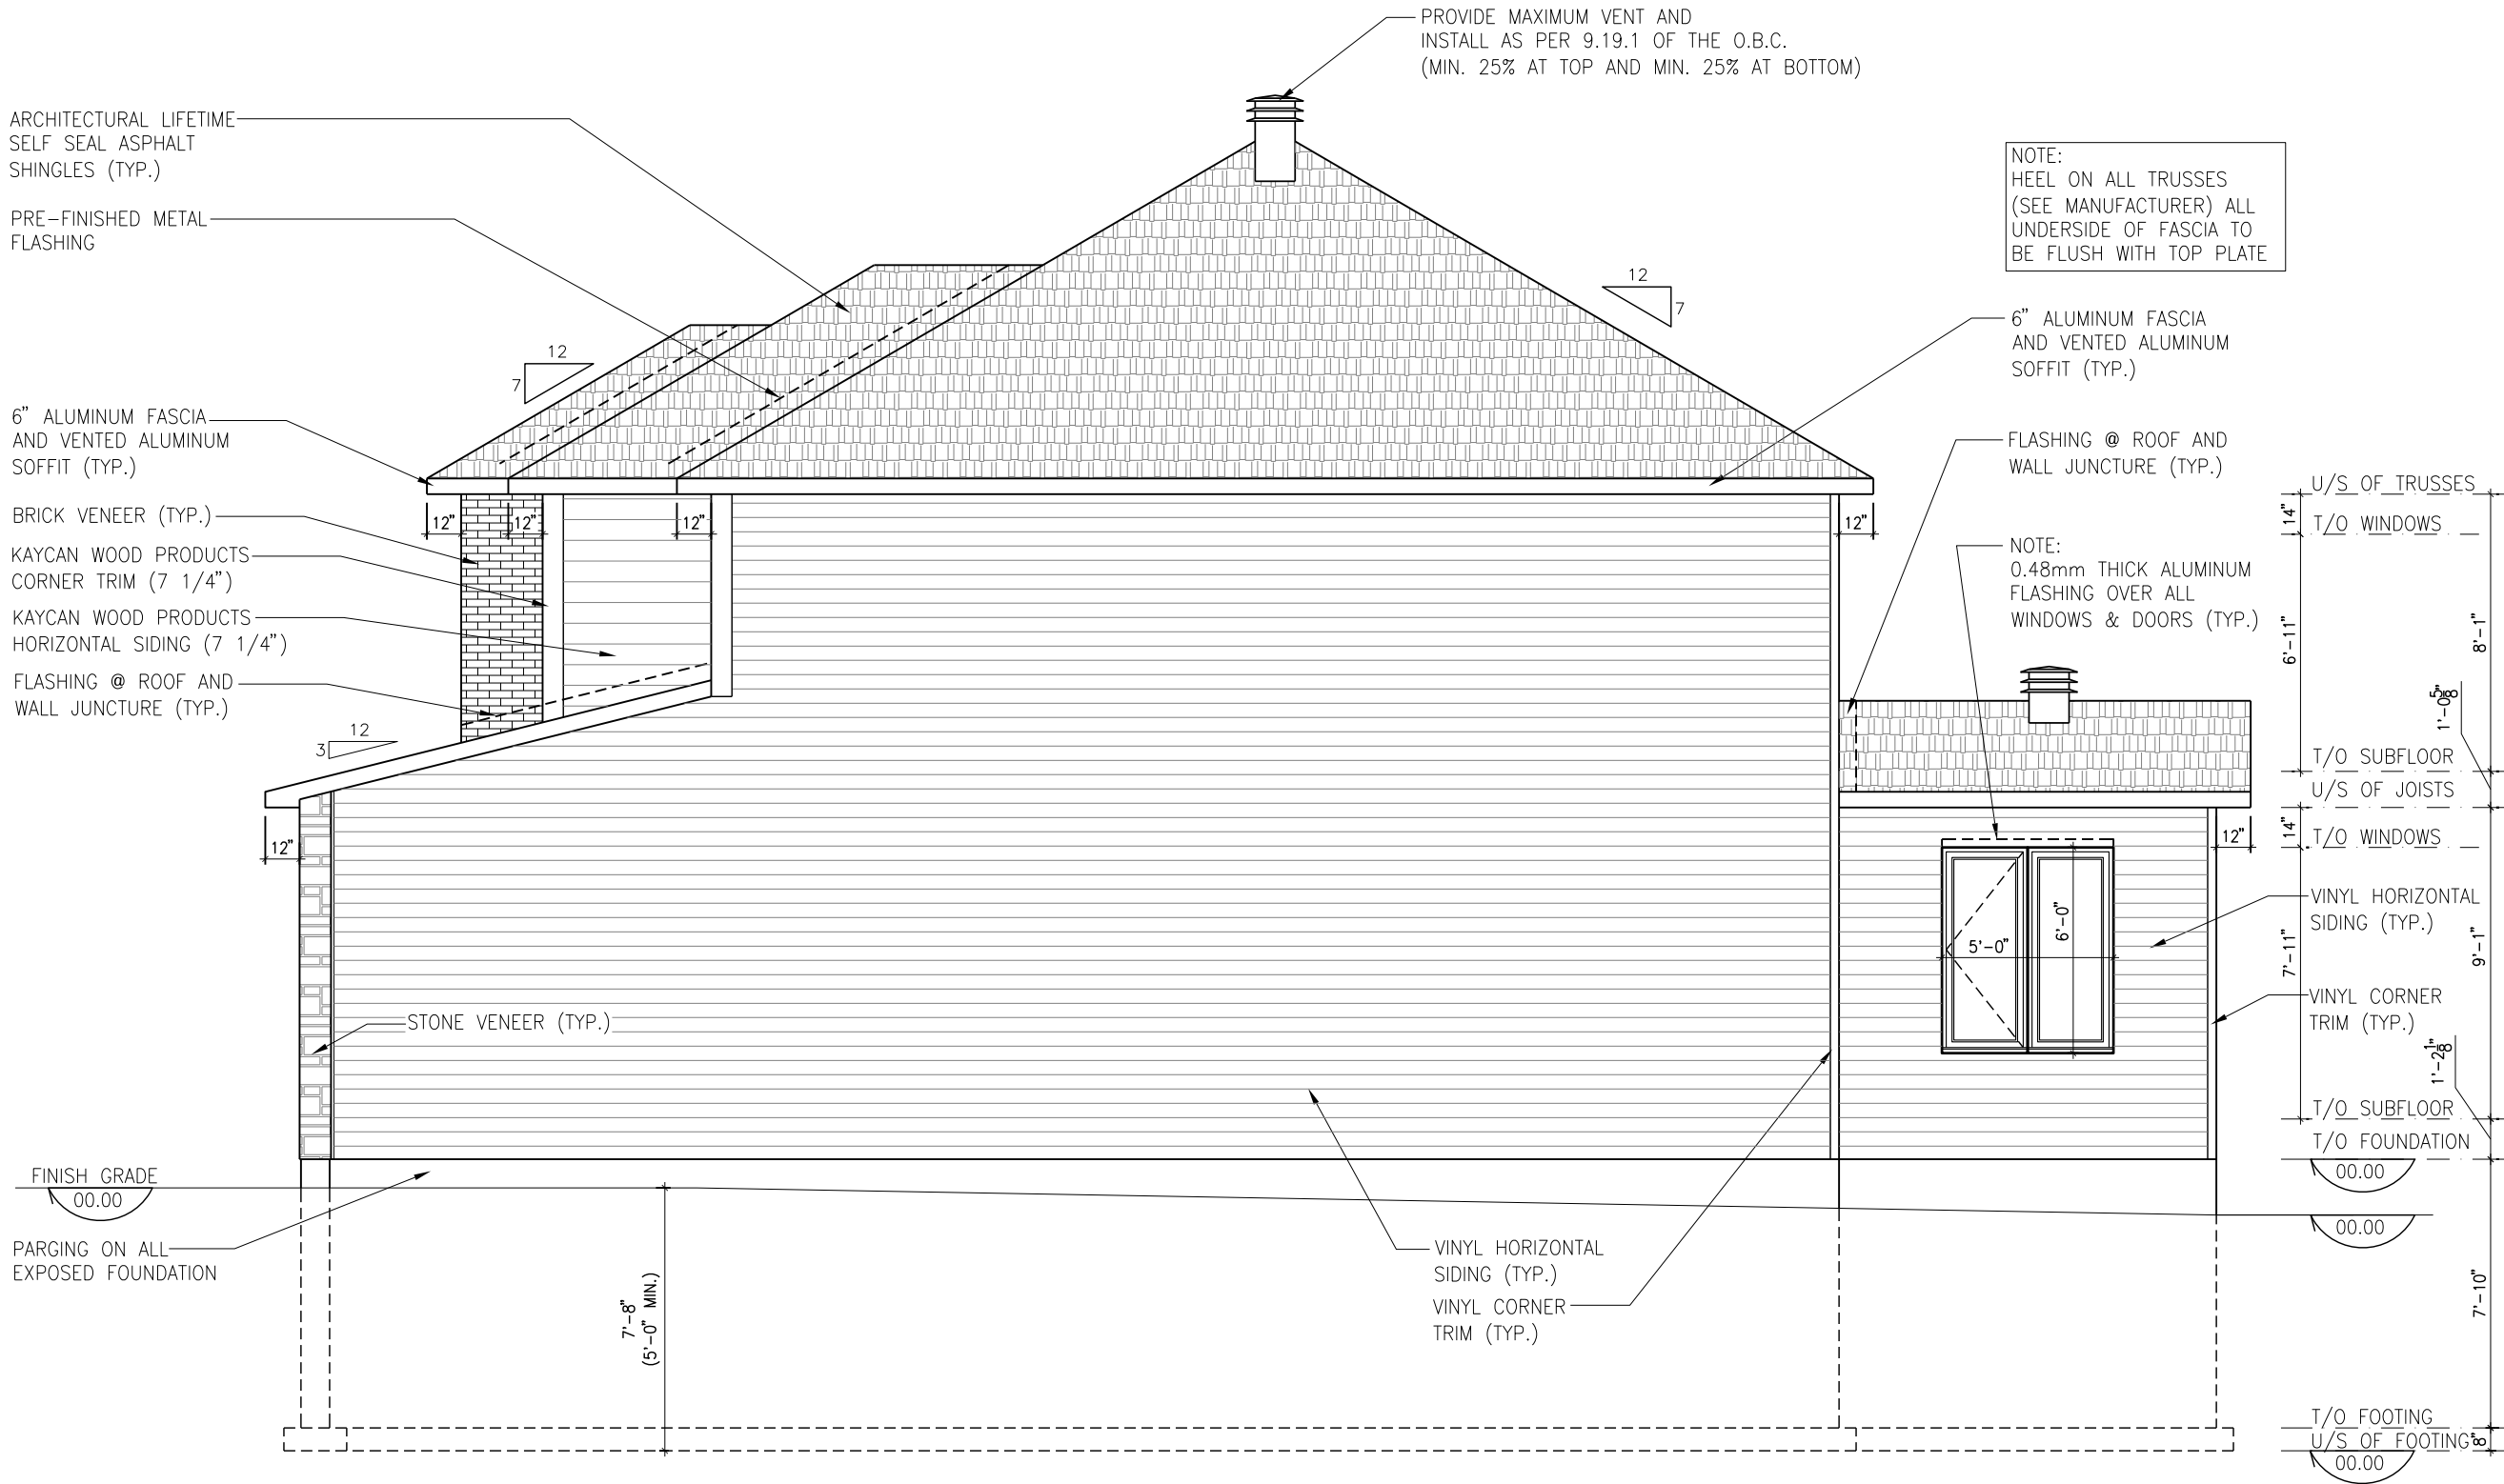 PROVIDE MAXIMUM VENT AND
INSTALL AS PER 9.19.1 OF THE O.B.C.
(MIN. 25% AT TOP AND MIN. 25% AT BOTTOM)
ARCHITECTURAL LIFETIME
SELF SEAL ASPHALT
SHINGLES (TYP.)
PRE-FINISHED METAL
FLASHING
NOTE:
HEEL ON ALL TRUSSES
(SEE MANUFACTURER) ALL
UNDERSIDE OF FASCIA TO
BE FLUSH WITH TOP PLATE
12
7
12
7
6" ALUMINUM FASCIA
AND VENTED ALUMINUM
SOFFIT (TYP.)
6" ALUMINUM FASCIA
AND VENTED ALUMINUM
SOFFIT (TYP.)
FLASHING @ ROOF AND
WALL JUNCTURE (TYP.)
BRICK VENEER (TYP.)
KAYCAN WOOD PRODUCTS
CORNER TRIM (7 1/4")
KAYCAN WOOD PRODUCTS
HORIZONTAL SIDING (7 1/4")
FLASHING @ ROOF AND
WALL JUNCTURE (TYP.)
12
3
12"
12"
12"
12"
NOTE:
0.48mm THICK ALUMINUM
FLASHING OVER ALL
WINDOWS & DOORS (TYP.)
U/S OF TRUSSES
14"
T/O WINDOWS
6'-11"
8'-1"
1'-0 5/8"
T/O SUBFLOOR
U/S OF JOISTS
14"
T/O WINDOWS
12"
12"
5'-0"
6'-0"
VINYL HORIZONTAL
SIDING (TYP.)
7'-11"
9'-1"
VINYL CORNER
TRIM (TYP.)
1'-2 1/8"
STONE VENEER (TYP.)
T/O SUBFLOOR
T/O FOUNDATION
00.00
FINISH GRADE
00.00
00.00
PARGING ON ALL
EXPOSED FOUNDATION
7'-8"
(5'-0" MIN.)
VINYL HORIZONTAL
SIDING (TYP.)
VINYL CORNER
TRIM (TYP.)
7'-10"
T/O FOOTING
U/S OF FOOTING
8"
00.00